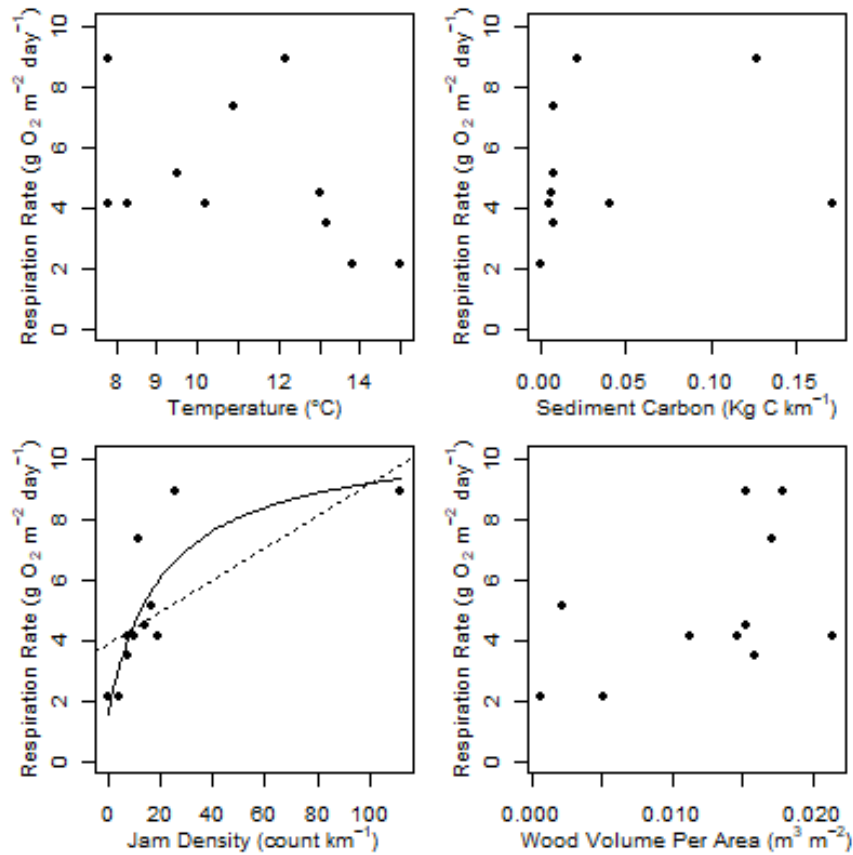 Respiration Rate (g O₂ m⁻² day⁻¹)
10
8
6
4
2
0
8 9 10 12 14
Temperature (°C)
Respiration Rate (g O₂ m⁻² day⁻¹)
10
8
6
4
2
0
0.00 0.05 0.10 0.15
Sediment Carbon (Kg C km⁻¹)
Respiration Rate (g O₂ m⁻² day⁻¹)
10
8
6
4
2
0
0 20 40 60 80 100
Jam Density (count km⁻¹)
Respiration Rate (g O₂ m⁻² day⁻¹)
10
8
6
4
2
0
0.000 0.010 0.020
Wood Volume Per Area (m³ m⁻²)